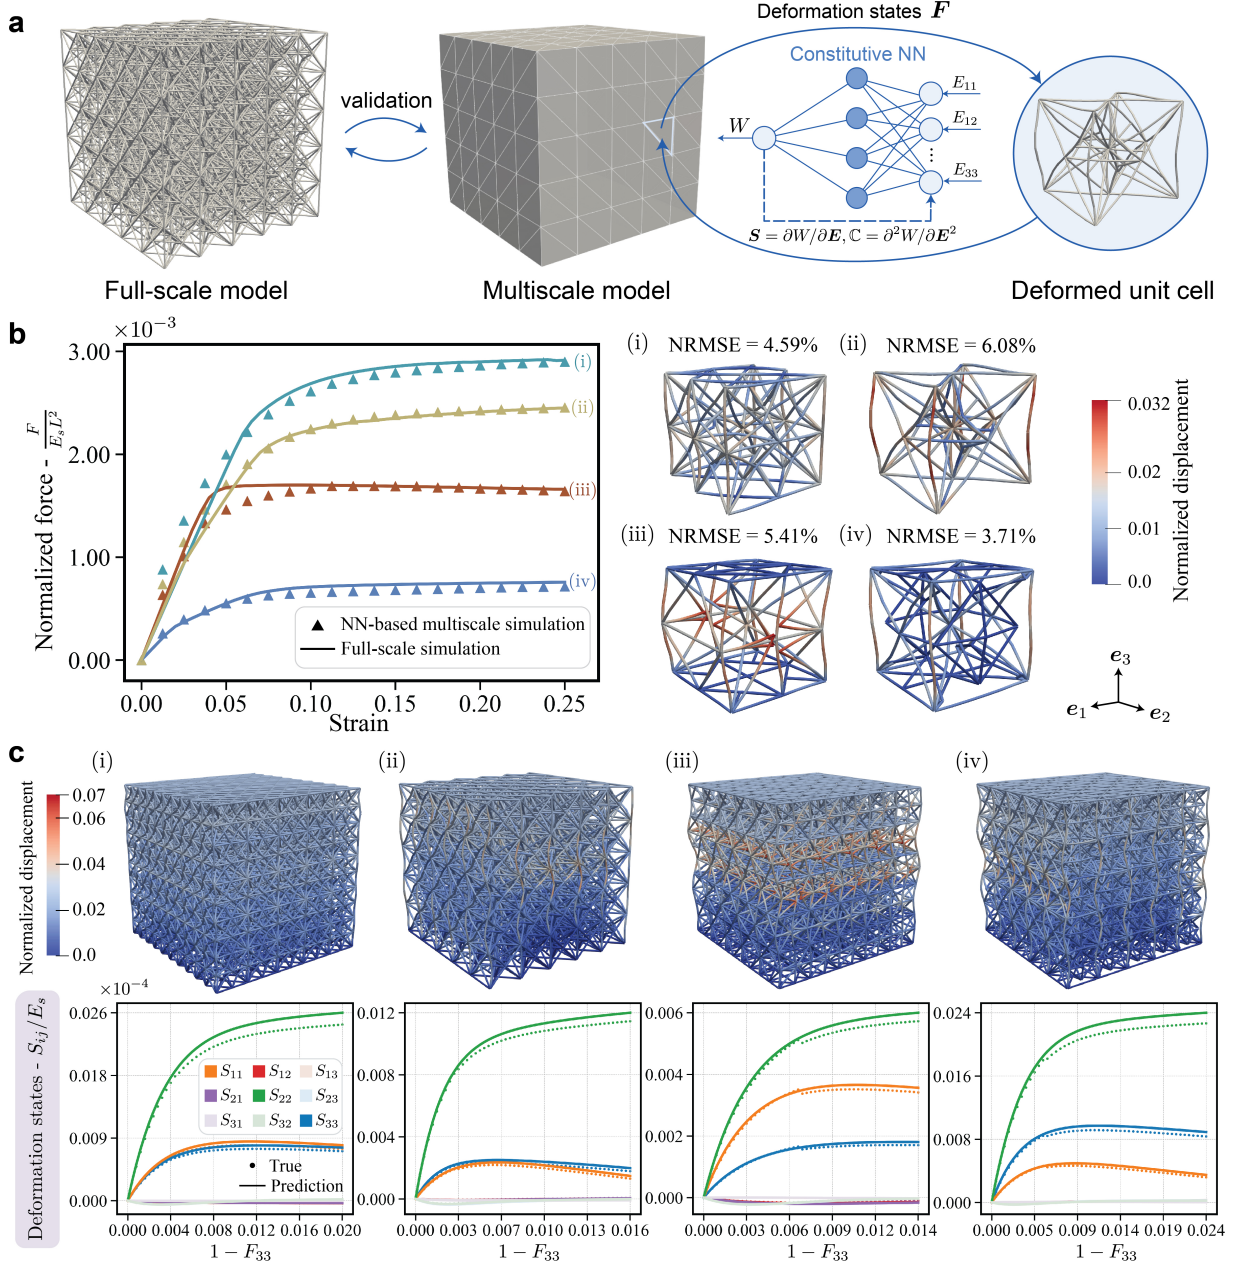 a
Deformation states F
Constitutive NN
validation
W
E11
E12
⋮
E33
S = ∂W/∂E, ℂ = ∂²W/∂E²
Full-scale model
Multiscale model
Deformed unit cell
b
×10−3
3.00
2.00
1.00
0.00
Normalized force - F/EsL²
(i)
(ii)
(iii)
(iv)
NN-based multiscale simulation
Full-scale simulation
0.00 0.05 0.10 0.15 0.20 0.25
Strain
(i) NRMSE = 4.59%
(ii) NRMSE = 6.08%
(iii) NRMSE = 5.41%
(iv) NRMSE = 3.71%
0.032
0.02
0.01
0.0
Normalized displacement
e3
e1
e2
c
(i)
(ii)
(iii)
(iv)
0.07
0.06
0.04
0.02
0.0
Normalized displacement
Deformation states - Sij/Es
×10−4
0.026
0.018
0.009
0.000
S11 S12 S13
S21 S22 S23
S31 S32 S33
True
Prediction
0.000 0.004 0.008 0.012 0.016 0.020
1 − F33
0.012
0.008
0.004
0.000
0.000 0.003 0.007 0.010 0.013 0.016
1 − F33
0.006
0.004
0.002
0.000
0.000 0.003 0.006 0.008 0.011 0.014
1 − F33
0.024
0.016
0.008
0.000
0.000 0.005 0.009 0.014 0.019 0.024
1 − F33